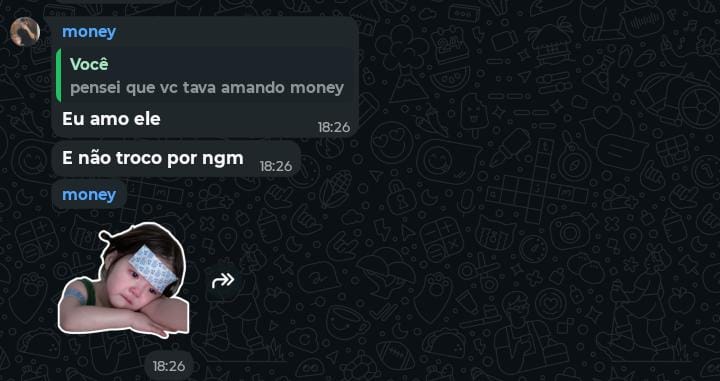 money
Você
pensei que vc tava amando money
Eu amo ele
18:26
E não troco por ngm
18:26
money
18:26